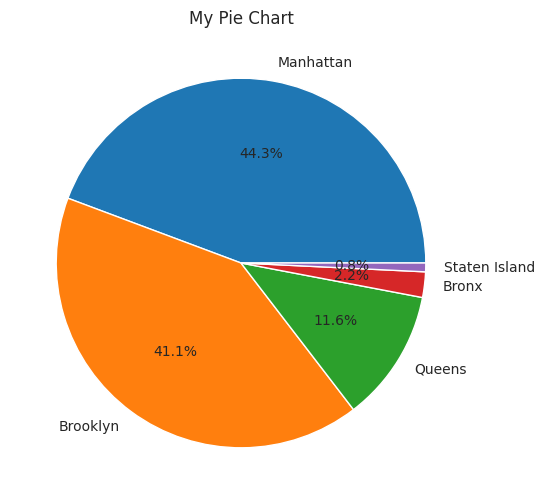 My Pie Chart
Manhattan
44.3%
0.8%
Staten Island
2.2%
Bronx
11.6%
41.1%
Queens
Brooklyn